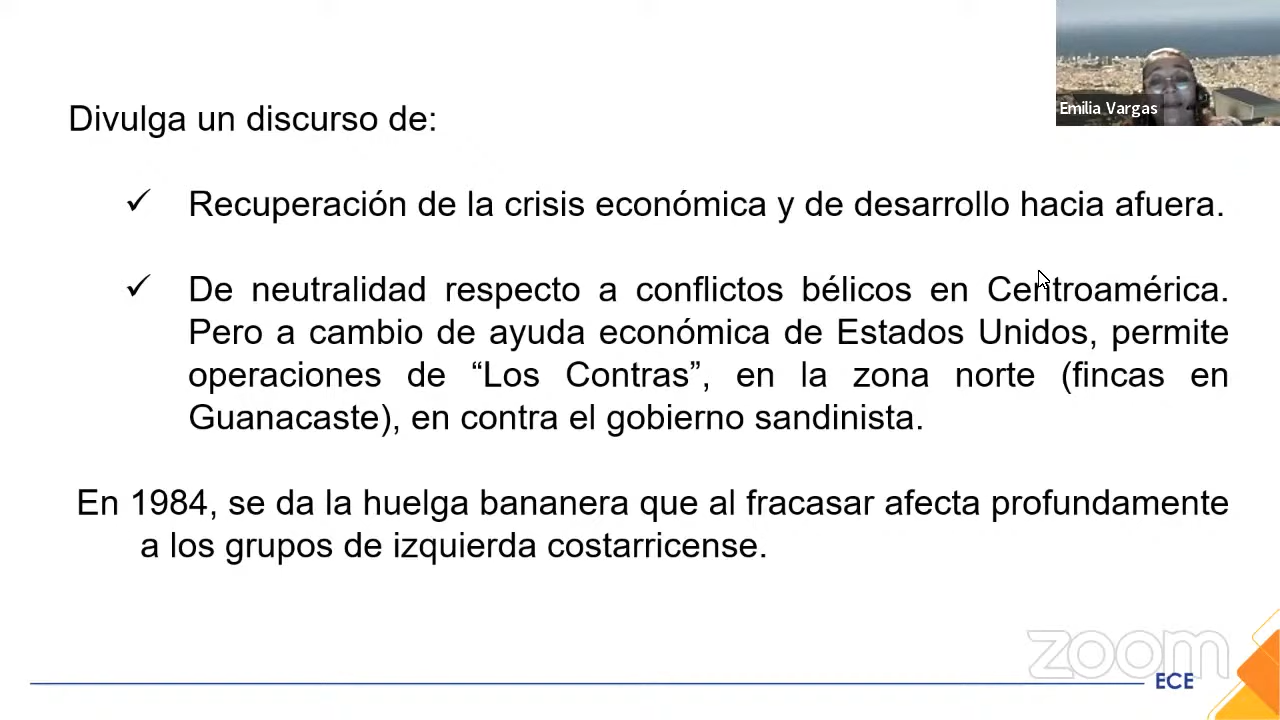 Emilia Vargas
Divulga un discurso de:
✓ Recuperación de la crisis económica y de desarrollo hacia afuera.
✓ De neutralidad respecto a conflictos bélicos en Centroamérica.
Pero a cambio de ayuda económica de Estados Unidos, permite
operaciones de “Los Contras”, en la zona norte (fincas en
Guanacaste), en contra el gobierno sandinista.
En 1984, se da la huelga bananera que al fracasar afecta profundamente
a los grupos de izquierda costarricense.
zoom
ECE